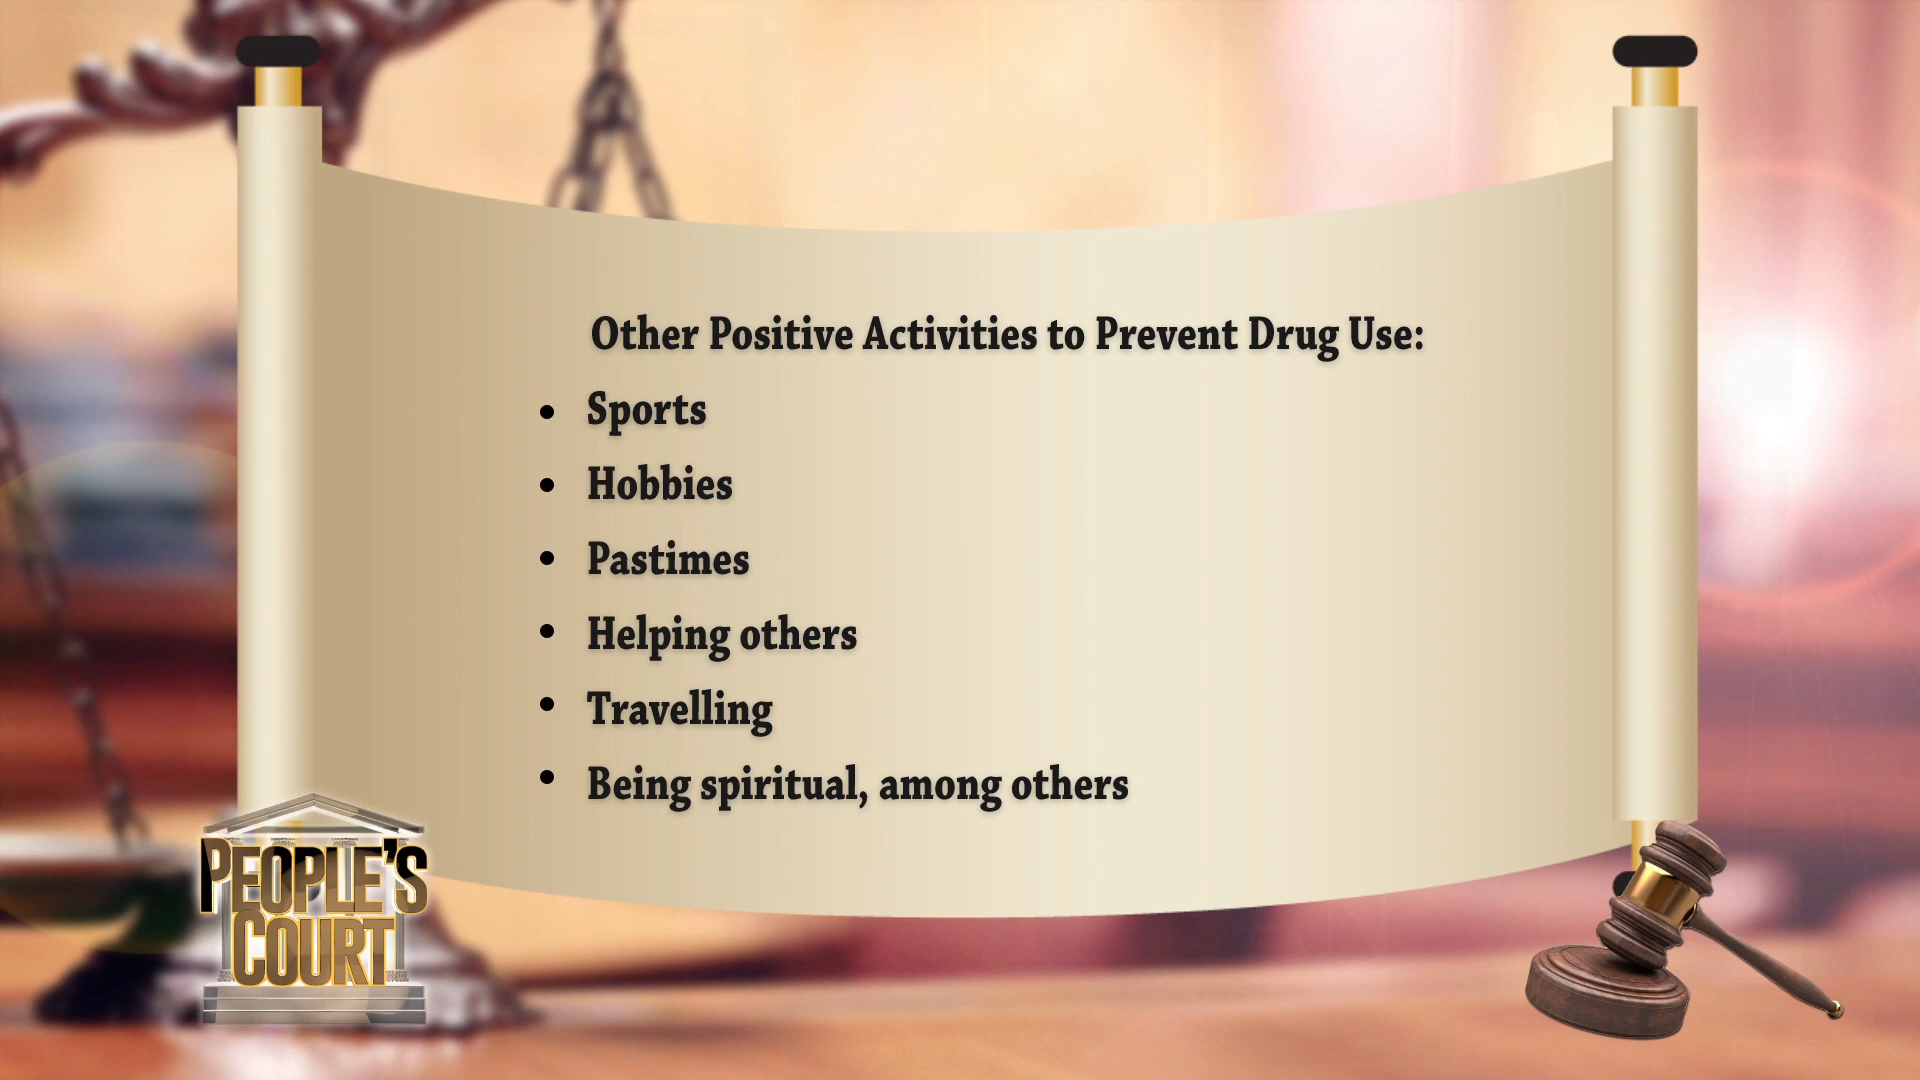 Other Positive Activities to Prevent Drug Use:
• Sports
• Hobbies
• Pastimes
• Helping others
• Travelling
• Being spiritual, among others
PEOPLE'S
COURT